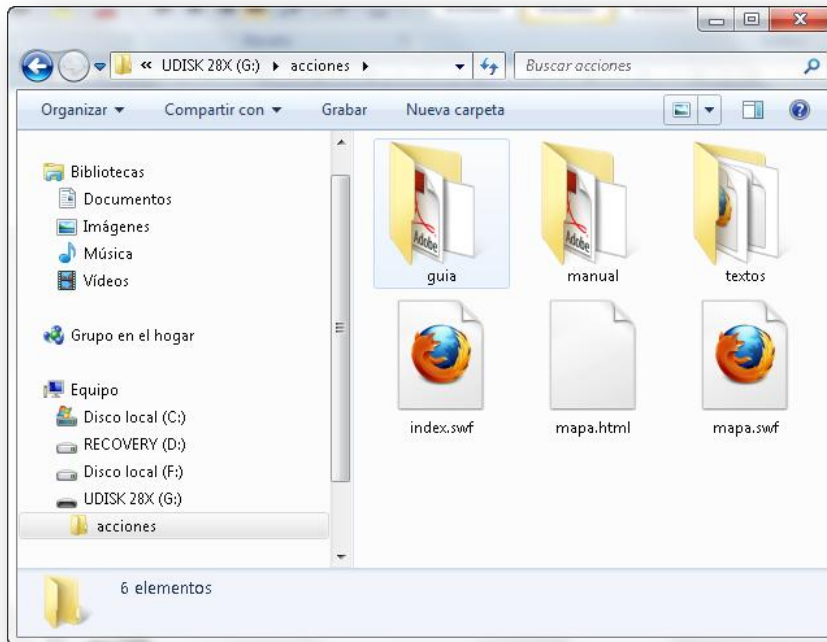 « UDISK 28X (G:) ▸ acciones ▸
Buscar acciones
Organizar Compartir con Grabar Nueva carpeta
Bibliotecas
Documentos
Imágenes
Música
Vídeos
Grupo en el hogar
Equipo
Disco local (C:)
RECOVERY (D:)
Disco local (F:)
UDISK 28X (G:)
acciones
Adobe
Adobe
guia
manual
textos
index.swf
mapa.html
mapa.swf
6 elementos